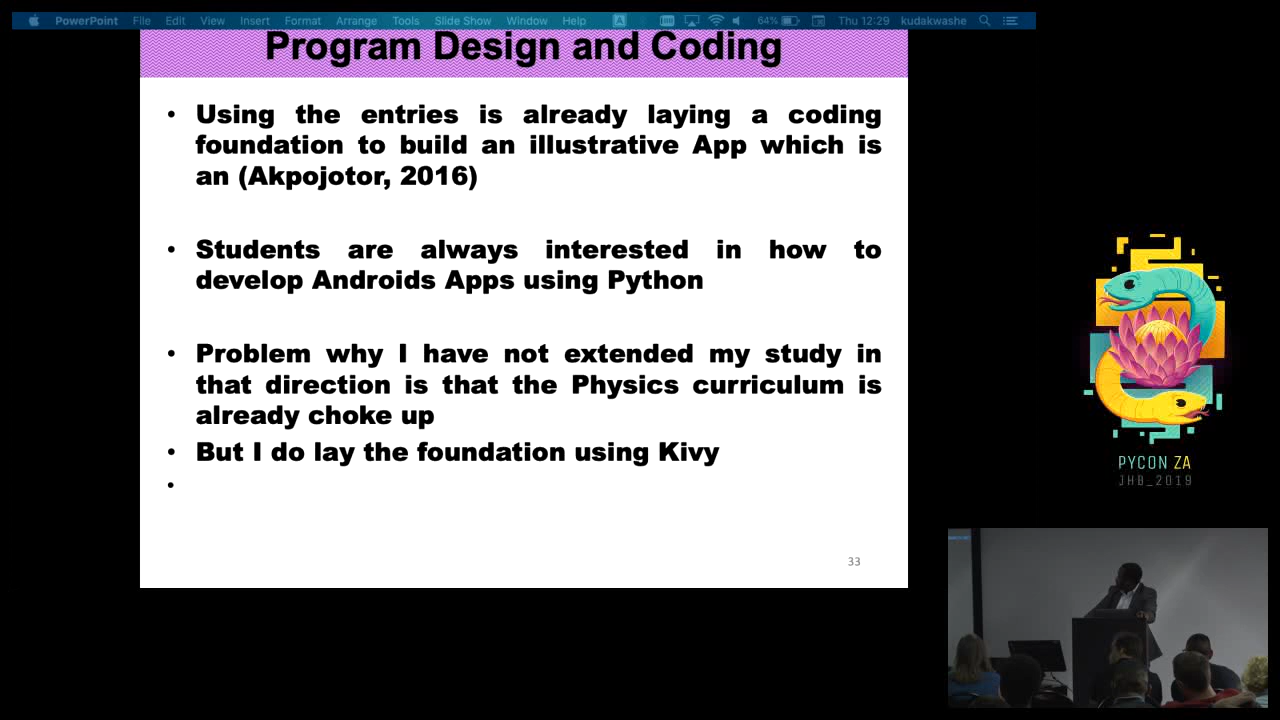 PowerPoint File Edit View Insert Format Arrange Tools Slide Show Window Help 64% Thu 12:29 kudakwashe
Program Design and Coding
• Using the entries is already laying a coding
foundation to build an illustrative App which is
an (Akpojotor, 2016)
• Students are always interested in how to
develop Androids Apps using Python
• Problem why I have not extended my study in
that direction is that the Physics curriculum is
already choke up
• But I do lay the foundation using Kivy
•
33
PYCON ZA
JHB_2019